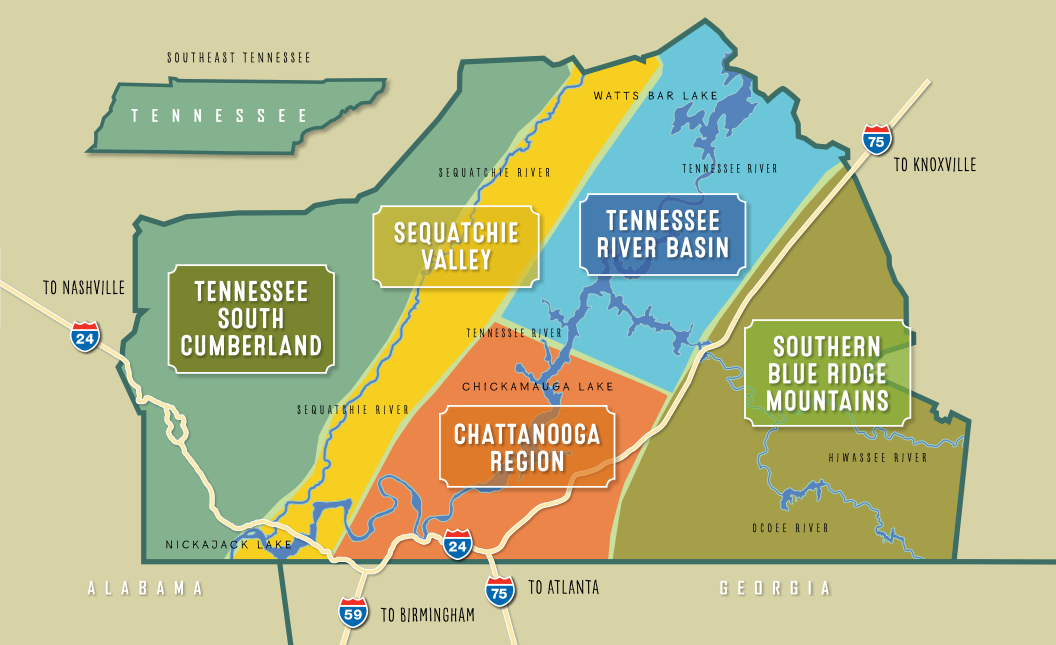 SOUTHEAST TENNESSEE
TENNESSEE
WATTS BAR LAKE
75
TO KNOXVILLE
SEQUATCHIE RIVER
TENNESSEE RIVER
SEQUATCHIE
VALLEY
TENNESSEE
RIVER BASIN
TO NASHVILLE
24
TENNESSEE
SOUTH
CUMBERLAND
TENNESSEE RIVER
SOUTHERN
BLUE RIDGE
MOUNTAINS
CHICKAMAUGA LAKE
SEQUATCHIE RIVER
CHATTANOOGA
REGION
HIWASSEE RIVER
OCOEE RIVER
NICKAJACK LAKE
24
ALABAMA
75
TO ATLANTA
GEORGIA
59
TO BIRMINGHAM